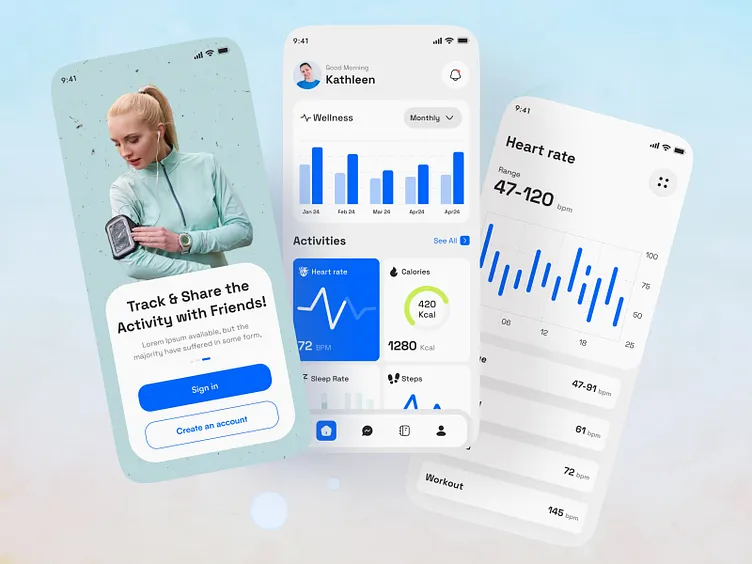 9:41
Track & Share the
Activity with Friends!
Lorem Ipsum available, but the
majority have suffered in some form,
Sign in
Create an account
9:41
Good Morning
Kathleen
Wellness
Monthly
Jan 24
Feb 24
Mar 24
Apr24
Apr24
Activities
See All
Heart rate
72 BPM
Calories
420
Kcal
1280 Kcal
Sleep Rate
Steps
9:41
Heart rate
Range
47-120 bpm
100
75
50
25
06
12
18
47-91 bpm
61 bpm
72 bpm
Workout
145 bpm